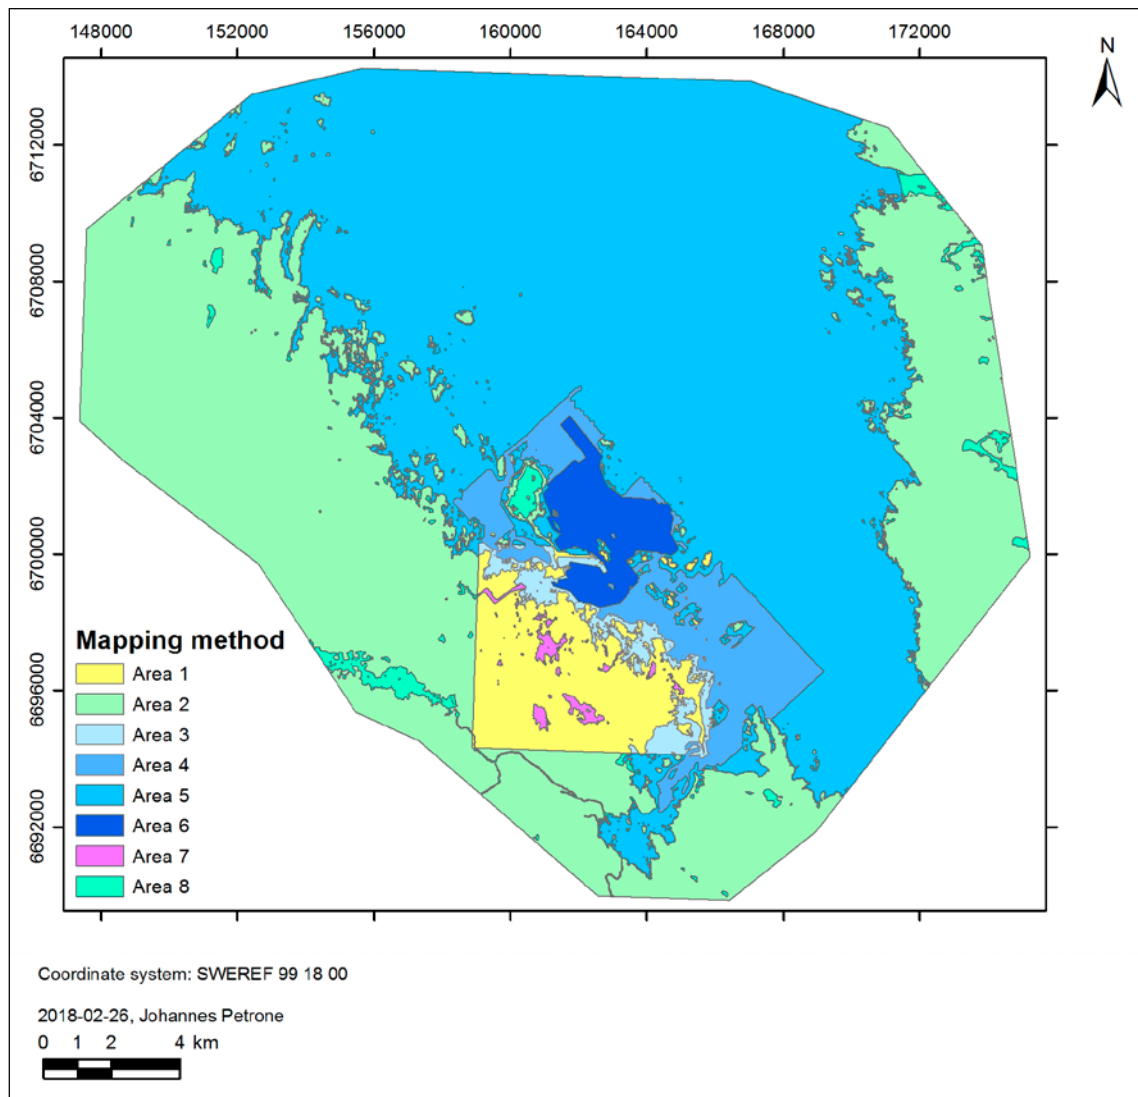 148000 152000 156000 160000 164000 168000 172000
N
6712000
6708000
6704000
6700000
6696000
6692000
Mapping method
Area 1
Area 2
Area 3
Area 4
Area 5
Area 6
Area 7
Area 8
Coordinate system: SWEREF 99 18 00
2018-02-26, Johannes Petrone
0 1 2 4 km